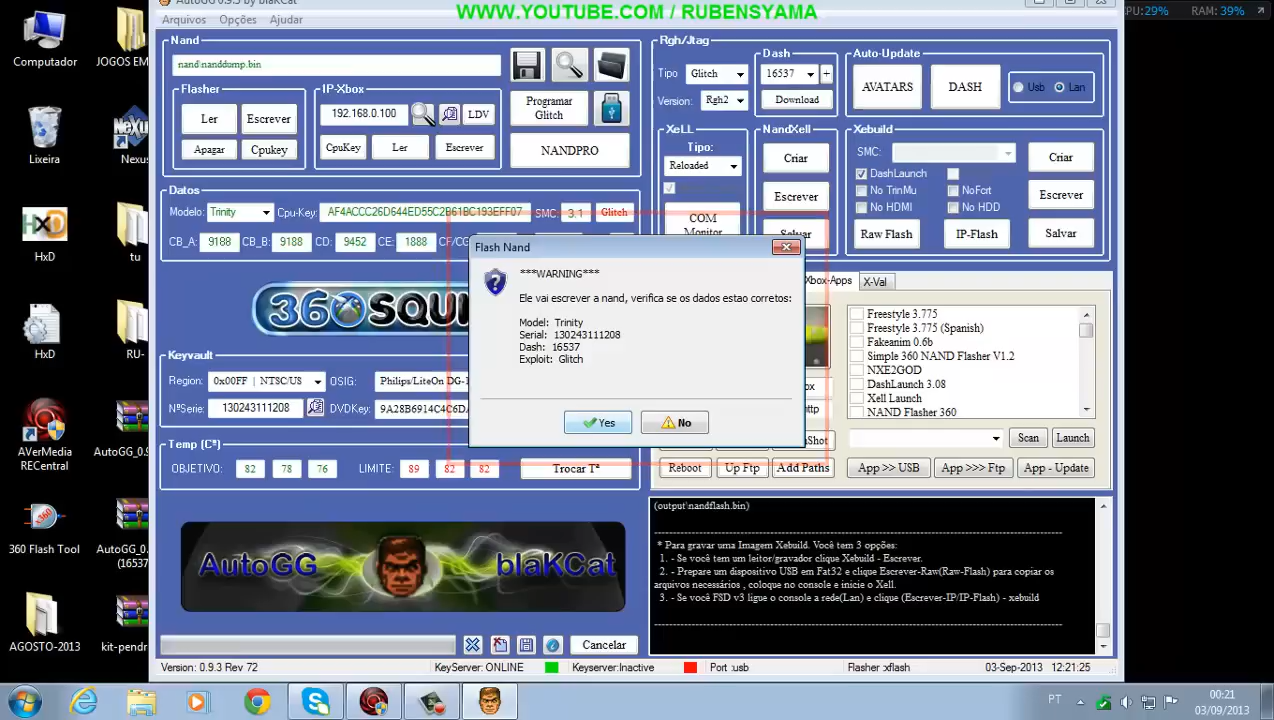 AutoGG 0.9.3 by blaKCat
WWW.YOUTUBE.COM / RUBENSYAMA
CPU:29% RAM: 39%
Arquivos Opções Ajudar
Computador
JOGOS EM
Lixeira
Nexus
HxD
tu
HxD
RU-
AVerMedia
RECentral
AutoGG_0.9
360 Flash Tool
AutoGG_0.
(16537
AGOSTO-2013
kit-pendr
Nand
nand\nanddump.bin
Flasher
Ler
Escrever
Apagar
Cpukey
IP-Xbox
192.168.0.100
LDV
CpuKey
Ler
Escrever
Programar
Glitch
NANDPRO
Rgh/Jtag
Tipo
Glitch
Version:
Rgh2
Dash
16537
+
Download
Auto-Update
AVATARS
DASH
Usb
Lan
XeLL
Tipo:
Reloaded
COM
Monitor
NandXell
Criar
Escrever
Salvar
Xebuild
SMC:
DashLaunch
No TrinMu
NoFcrt
No HDMI
No HDD
Criar
Escrever
Raw Flash
IP-Flash
Salvar
Datos
Modelo: Trinity
Cpu-Key: AF4ACCC26D644ED55C2B61BC193EFF07
SMC: 3.1
Glitch
CB_A: 9188
CB_B: 9188
CD: 9452
CE: 1888
360 SQU
Flash Nand
***WARNING***
Ele vai escrever a nand, verifica se os dados estao corretos:
Model: Trinity
Serial: 130243111208
Dash: 16537
Exploit: Glitch
Yes
No
Xbox-Apps
X-Val
Freestyle 3.775
Freestyle 3.775 (Spanish)
Fakeanim 0.6b
Simple 360 NAND Flasher V1.2
NXE2GOD
DashLaunch 3.08
Xell Launch
NAND Flasher 360
Scan
Launch
Reboot
Up Ftp
Add Paths
App >> USB
App >>> Ftp
App - Update
Keyvault
Region: 0x00FF | NTSC/US
OSIG: Philips/LiteOn DG-1
NºSerie: 130243111208
DVDKey: 9A28B6914C4C6DA
Temp (Cº)
OBJETIVO: 82 78 76
LIMITE: 89 82 82
Trocar Tª
AutoGG
blaKCat
(output\nandflash.bin)
* Para gravar uma Imagem Xebuild. Você tem 3 opções:
1. - Se você tem um leitor/gravador clique Xebuild - Escrever.
2. - Prepare um dispositivo USB em Fat32 e clique Escrever-Raw(Raw-Flash) para copiar os
arquivos necessários , coloque no console e inicie o Xell.
3. - Se você FSD v3 ligue o console a rede(Lan) e clique (Escrever-IP/IP-Flash) - xebuild
Cancelar
Version: 0.9.3 Rev 72
KeyServer: ONLINE
Keyserver:Inactive
Port :usb
Flasher :xflash
03-Sep-2013
12:21:25
PT
00:21
03/09/2013